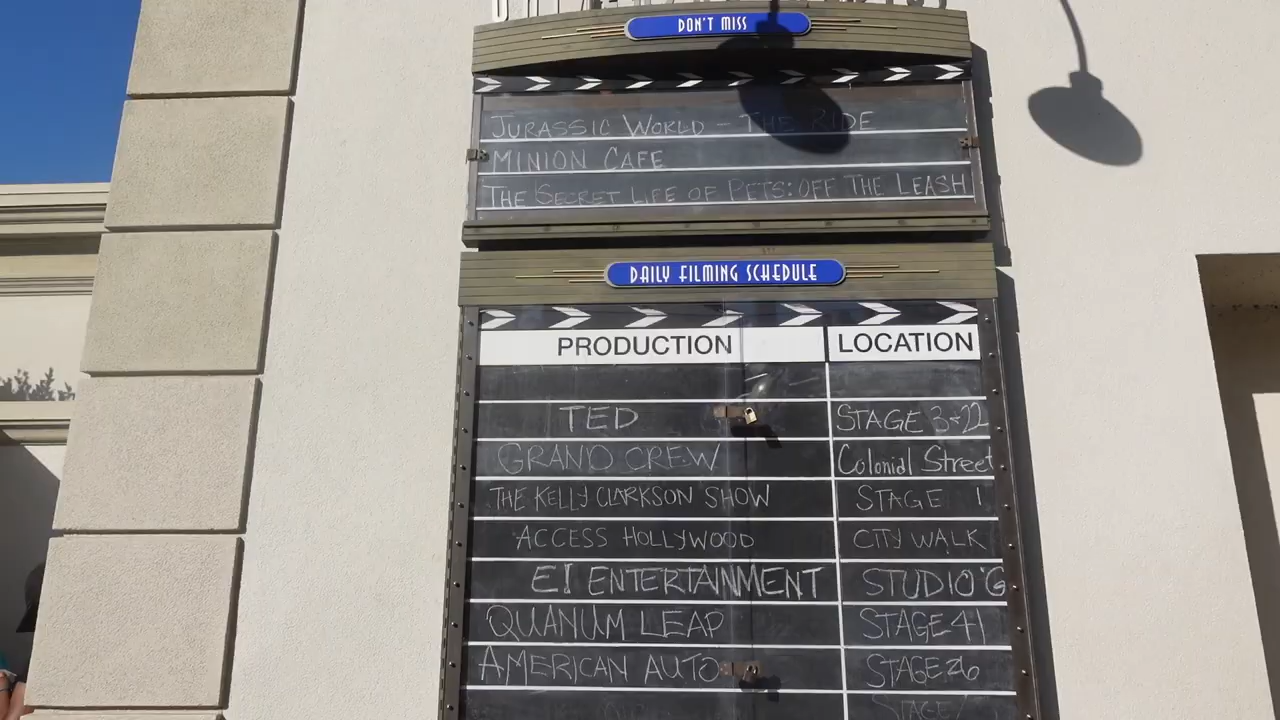 DON'T MISS
JURASSIC WORLD - THE RIDE
MINION CAFE
THE SECRET LIFE OF PETS: OFF THE LEASH
DAILY FILMING SCHEDULE
PRODUCTION LOCATION
TED STAGE 3+22
GRAND CREW Colonial Street
THE KELLY CLARKSON SHOW STAGE 1
ACCESS HOLLYWOOD CITY WALK
E! ENTERTAINMENT STUDIO'G
QUANUM LEAP STAGE 41
AMERICAN AUTO STAGE 26
STAGE